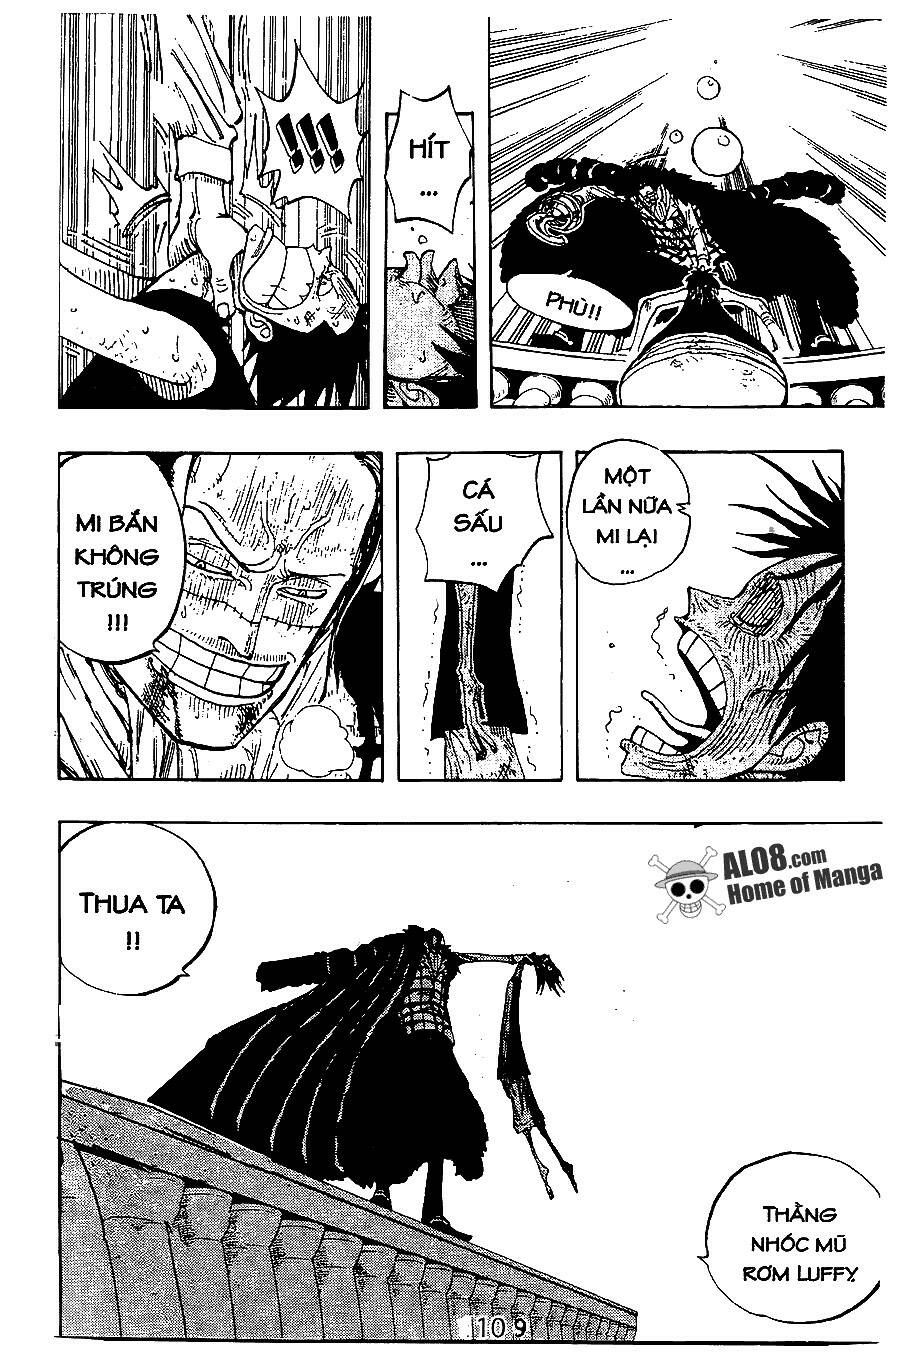 PHÙ!!
HÍT
...
!!!
MỘT
LẦN NỮA
MI LẠI
...
CÁ
SẤU
...
MI BẮN
KHÔNG
TRÚNG
!!!
ALO8.com
Home of Manga
THUA TA
!!
THẰNG
NHÓC MŨ
RƠM LUFFY
109